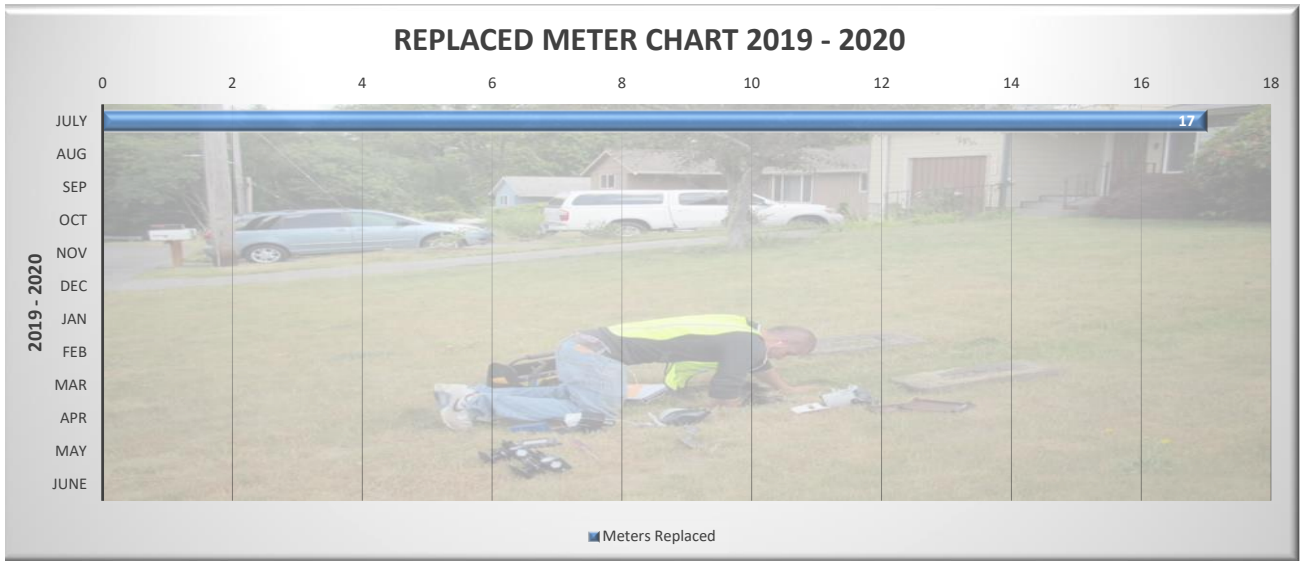 REPLACED METER CHART 2019 - 2020
0 2 4 6 8 10 12 14 16 18
JULY 17
AUG
SEP
OCT
NOV
DEC
JAN
FEB
MAR
APR
MAY
JUNE
2019 - 2020
Meters Replaced